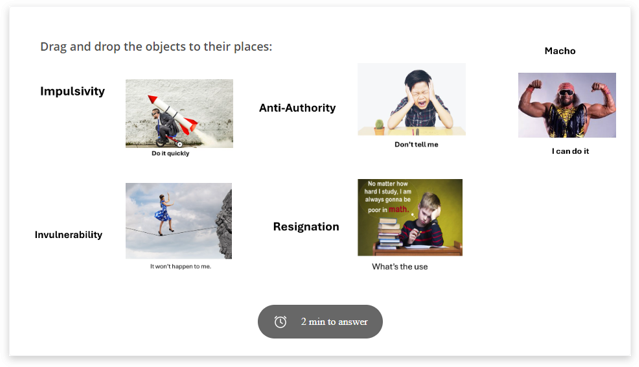 Drag and drop the objects to their places:
Macho
Impulsivity
Anti-Authority
Do it quickly
Don't tell me
I can do it
No matter how
hard I study, I am
always gonna be
poor in math.
Invulnerability
Resignation
It won't happen to me.
What's the use
2 min to answer